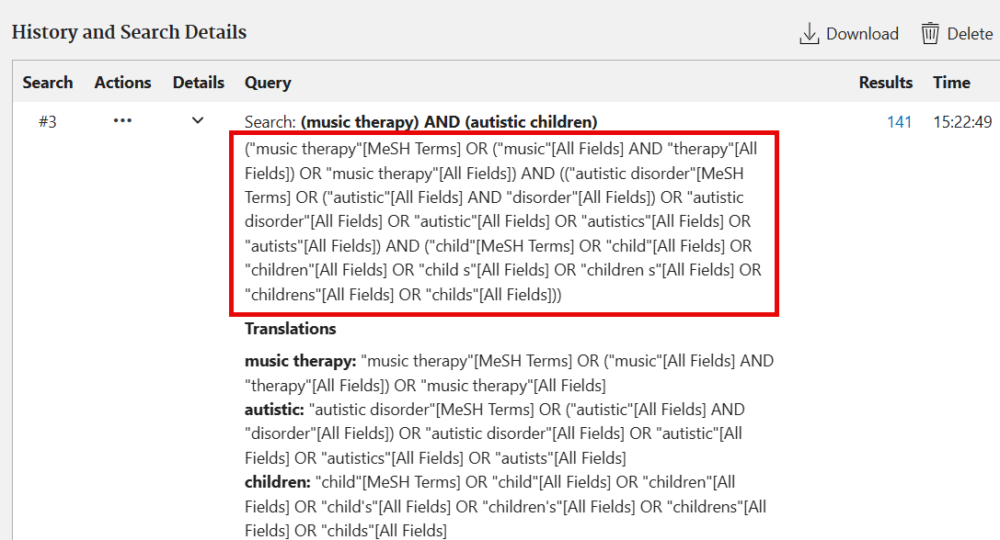 History and Search Details
Download
Delete
Search Actions Details Query Results Time
#3 ••• Search: (music therapy) AND (autistic children) 141 15:22:49
("music therapy"[MeSH Terms] OR ("music"[All Fields] AND "therapy"[All
Fields]) OR "music therapy"[All Fields]) AND (("autistic disorder"[MeSH
Terms] OR ("autistic"[All Fields] AND "disorder"[All Fields]) OR "autistic
disorder"[All Fields] OR "autistic"[All Fields] OR "autistics"[All Fields] OR
"autists"[All Fields]) AND ("child"[MeSH Terms] OR "child"[All Fields] OR
"children"[All Fields] OR "child s"[All Fields] OR "children s"[All Fields] OR
"childrens"[All Fields] OR "childs"[All Fields]))
Translations
music therapy: "music therapy"[MeSH Terms] OR ("music"[All Fields] AND
"therapy"[All Fields]) OR "music therapy"[All Fields]
autistic: "autistic disorder"[MeSH Terms] OR ("autistic"[All Fields] AND
"disorder"[All Fields]) OR "autistic disorder"[All Fields] OR "autistic"[All
Fields] OR "autistics"[All Fields] OR "autists"[All Fields]
children: "child"[MeSH Terms] OR "child"[All Fields] OR "children"[All
Fields] OR "child's"[All Fields] OR "children's"[All Fields] OR "childrens"[All
Fields] OR "childs"[All Fields]